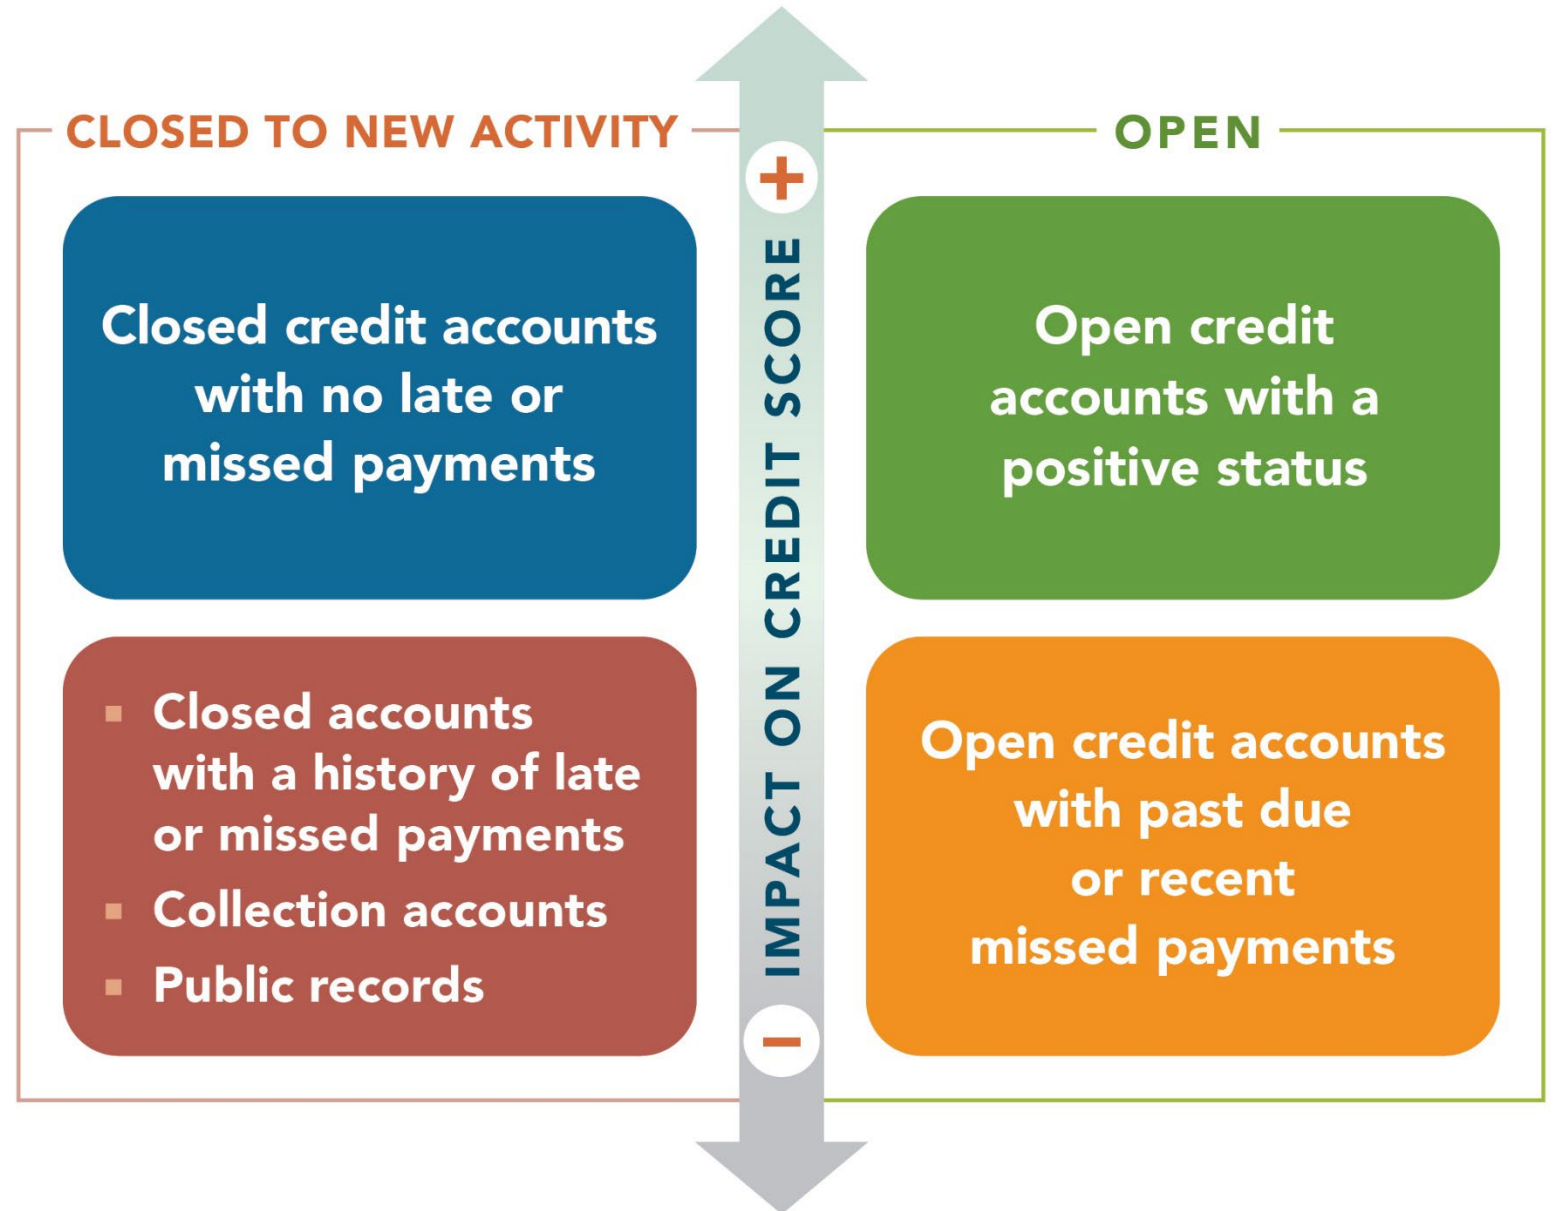 CLOSED TO NEW ACTIVITY
Closed credit accounts
with no late or
missed payments
▪ Closed accounts
with a history of late
or missed payments
▪ Collection accounts
▪ Public records
+
IMPACT ON CREDIT SCORE
–
OPEN
Open credit
accounts with a
positive status
Open credit accounts
with past due
or recent
missed payments